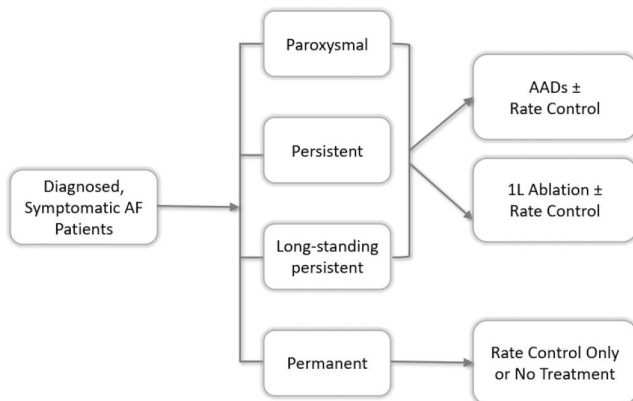 Diagnosed,
Symptomatic AF
Patients
Paroxysmal
Persistent
Long-standing
persistent
Permanent
AADs ±
Rate Control
1L Ablation ±
Rate Control
Rate Control Only
or No Treatment